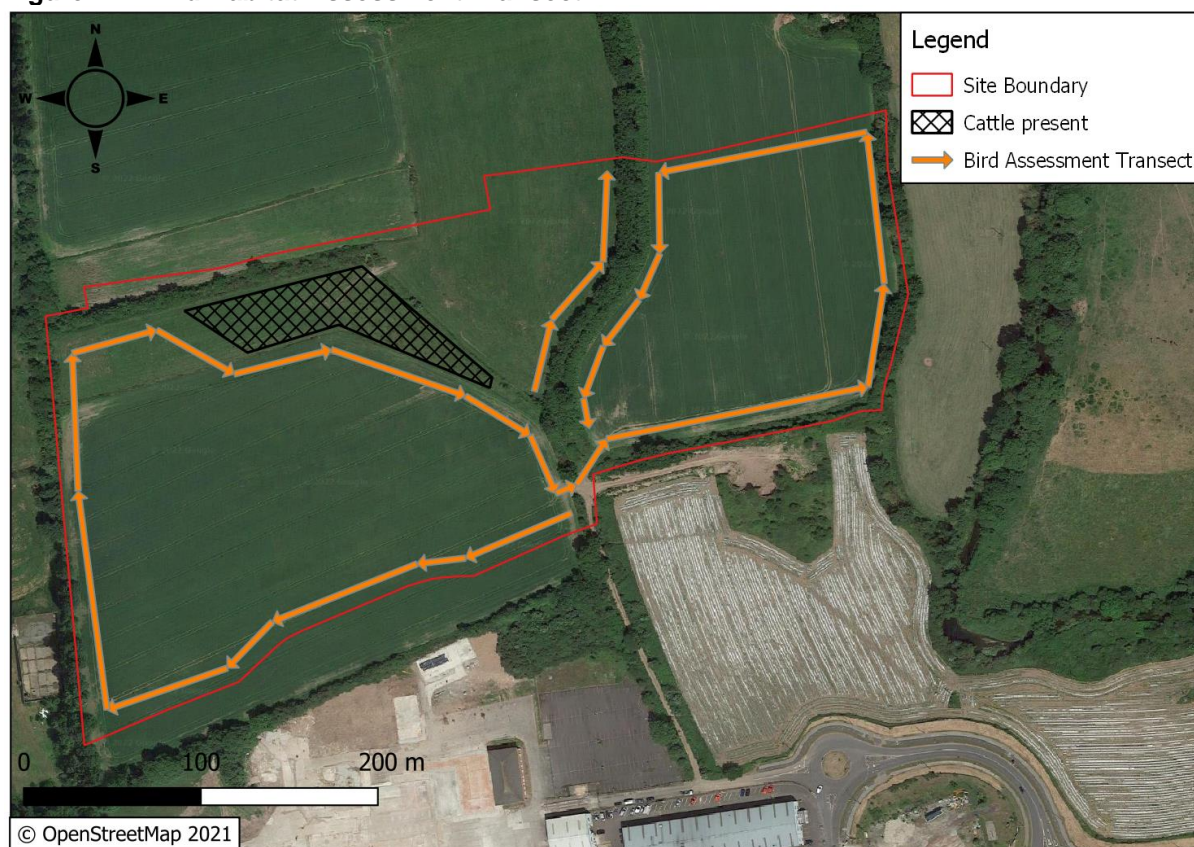 N
W
E
S
Legend
Site Boundary
Cattle present
Bird Assessment Transect
0
100
200 m
© OpenStreetMap 2021